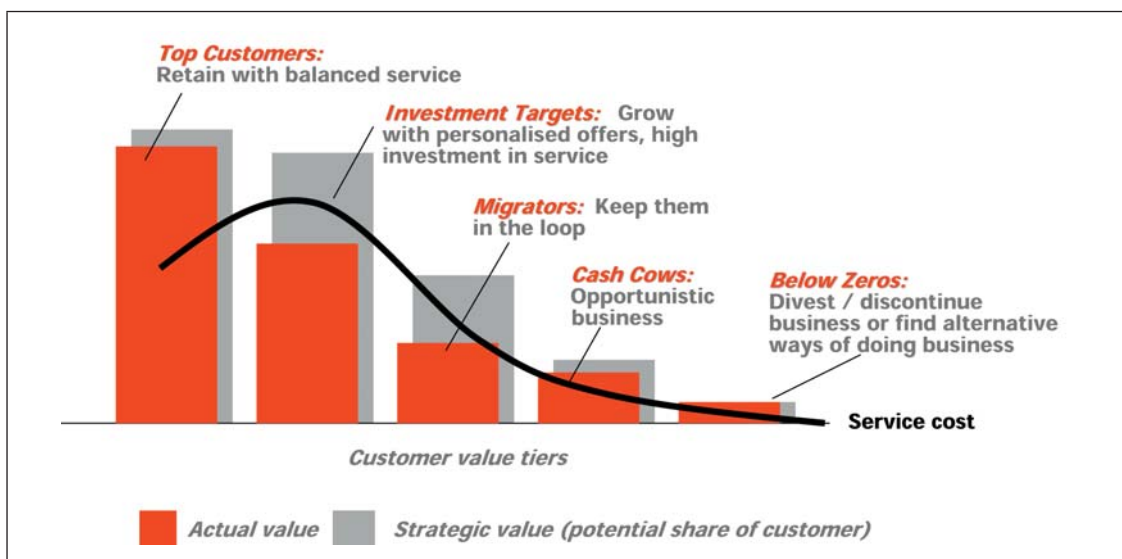 Top Customers:
Retain with balanced service
Investment Targets: Grow
with personalised offers, high
investment in service
Migrators: Keep them
in the loop
Cash Cows:
Opportunistic
business
Below Zeros:
Divest / discontinue
business or find alternative
ways of doing business
Service cost
Customer value tiers
Actual value
Strategic value (potential share of customer)